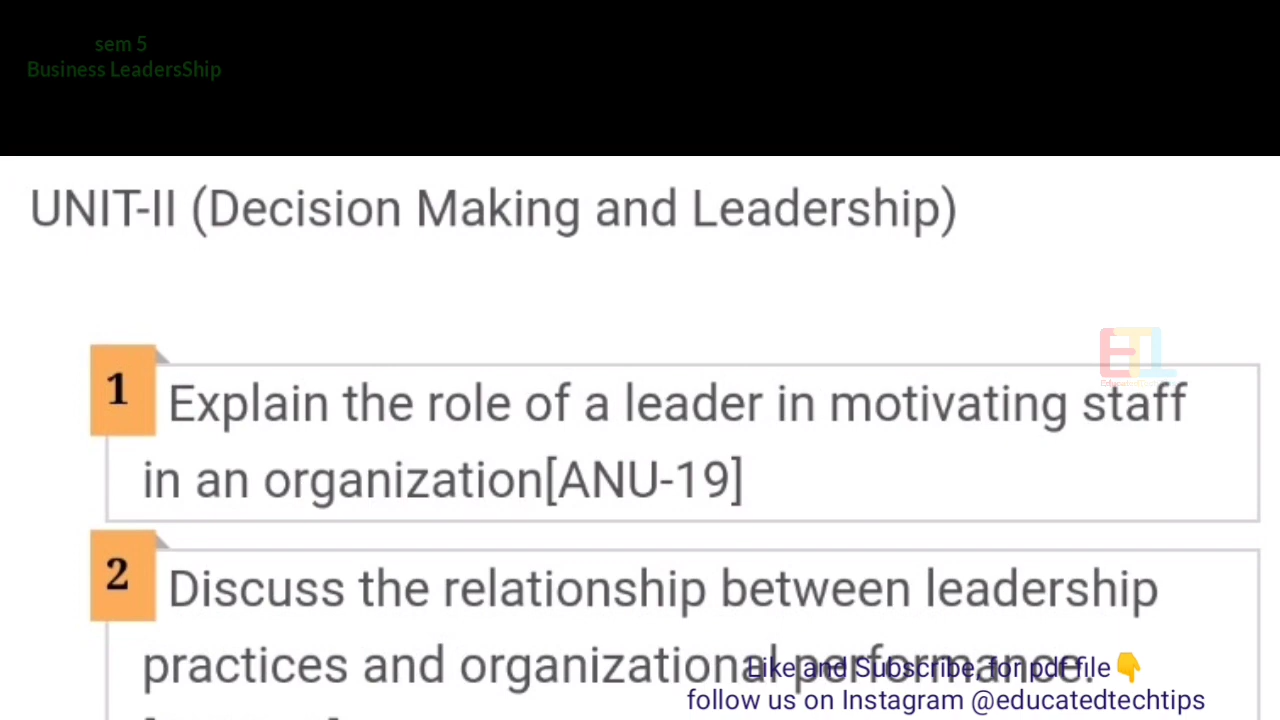 sem 5
Business LeadersShip
UNIT-II (Decision Making and Leadership)
1
Explain the role of a leader in motivating staff
in an organization[ANU-19]
2
Discuss the relationship between leadership
practices and organizational performance.
Like and Subscribe, for pdf file👇
follow us on Instagram @educatedtechtips